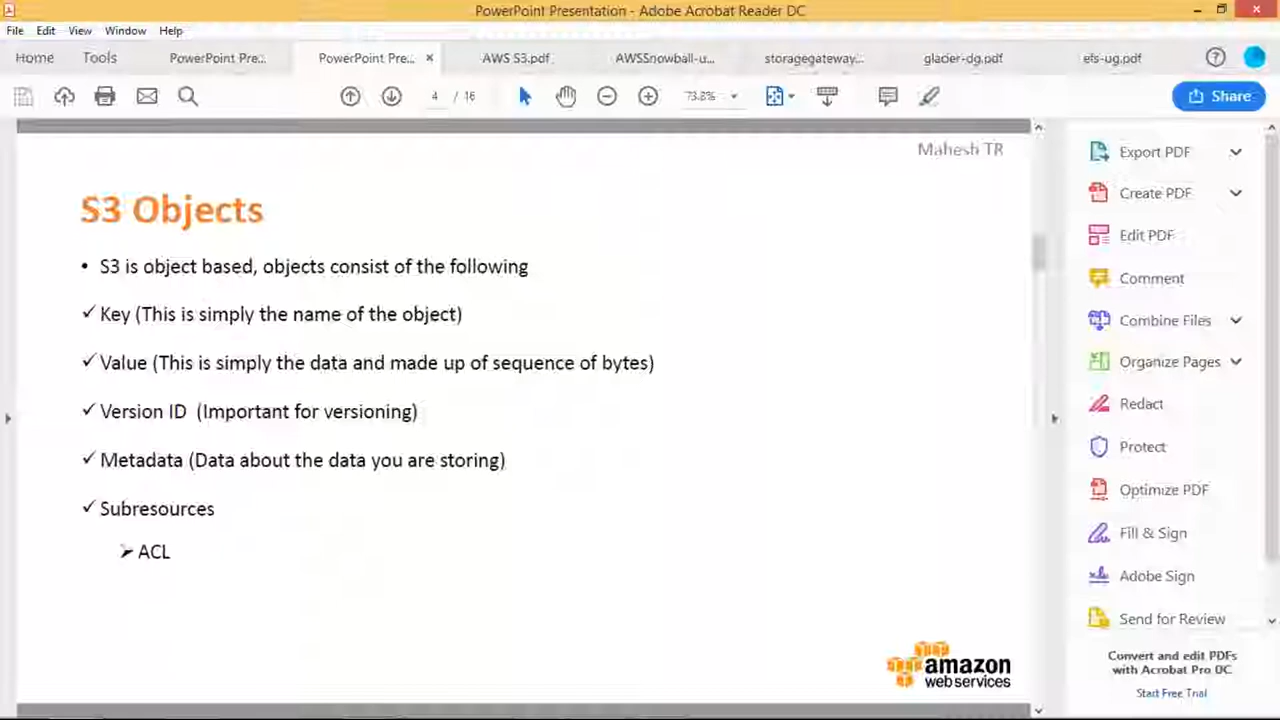 PowerPoint Presentation - Adobe Acrobat Reader DC
File Edit View Window Help
Home Tools PowerPoint Pre... PowerPoint Pre... × AWS S3.pdf AWSSnowball-u... storagegateway... glacier-dg.pdf efs-ug.pdf ?
4 / 16 73.8% Share
Mahesh TR
S3 Objects
• S3 is object based, objects consist of the following
✓ Key (This is simply the name of the object)
✓ Value (This is simply the data and made up of sequence of bytes)
✓ Version ID (Important for versioning)
✓ Metadata (Data about the data you are storing)
✓ Subresources
➤ ACL
amazon
web services
Export PDF
Create PDF
Edit PDF
Comment
Combine Files
Organize Pages
Redact
Protect
Optimize PDF
Fill & Sign
Adobe Sign
Send for Review
Convert and edit PDFs
with Acrobat Pro DC
Start Free Trial